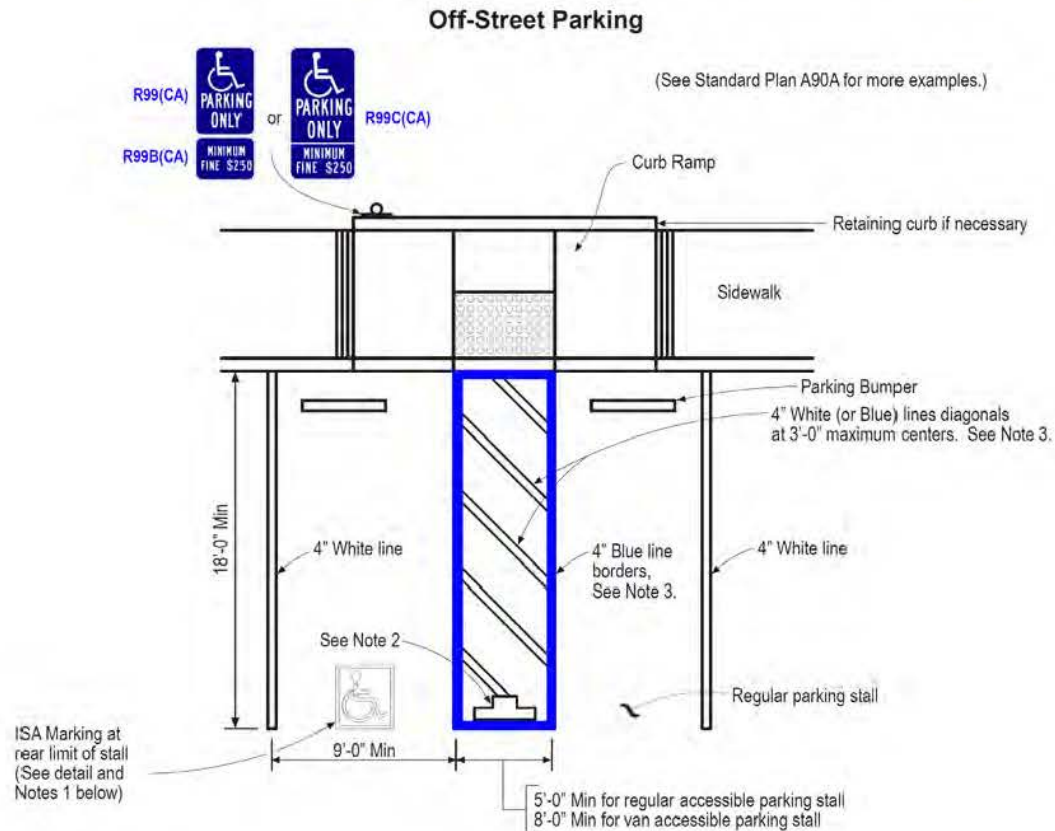 Off-Street Parking
R99(CA)
PARKING
ONLY
R99B(CA)
MINIMUM
FINE $250
or
PARKING
ONLY
MINIMUM
FINE $250
R99C(CA)
(See Standard Plan A90A for more examples.)
Curb Ramp
Retaining curb if necessary
Sidewalk
Parking Bumper
4" White (or Blue) lines diagonals
at 3'-0" maximum centers. See Note 3.
18'-0" Min
4" White line
4" Blue line
borders,
See Note 3.
4" White line
See Note 2
Regular parking stall
ISA Marking at
rear limit of stall
(See detail and
Notes 1 below)
9'-0" Min
5'-0" Min for regular accessible parking stall
8'-0" Min for van accessible parking stall